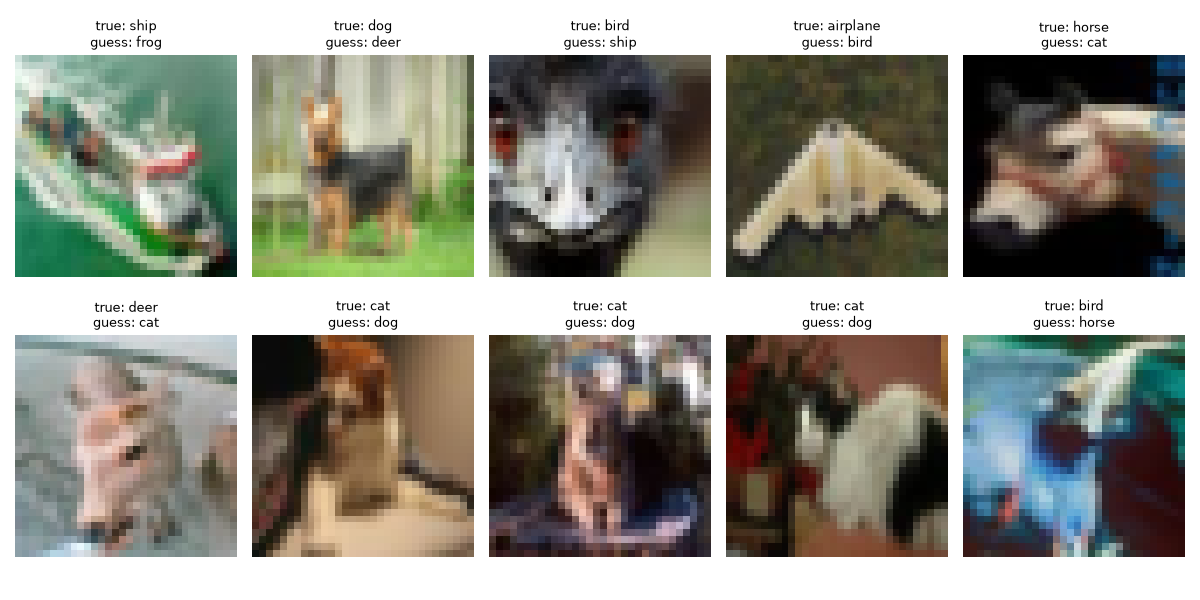 true: ship
guess: frog
true: dog
guess: deer
true: bird
guess: ship
true: airplane
guess: bird
true: horse
guess: cat
true: deer
guess: cat
true: cat
guess: dog
true: cat
guess: dog
true: cat
guess: dog
true: bird
guess: horse